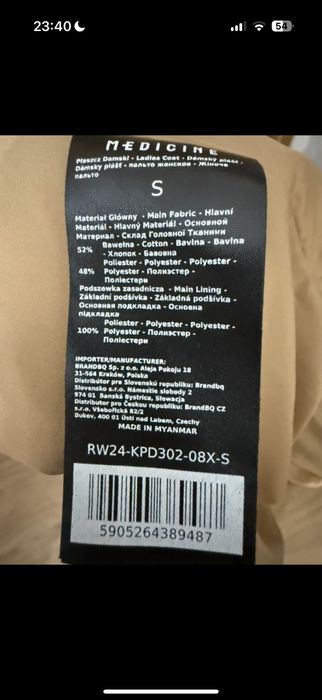 23:40
54
MEDICINE
Płaszcz Damski - Ladies Coat - Dámský plášť -
Dámsky plášť - пальто женское - Жіноче
пальто
S
Materiał Główny - Main Fabric - Hlavní
Materiál - Hlavný Materiál - Основной
Материал - Склад Головної Тканини
52% Bawełna - Cotton - Bavlna - Bavlna
- Хлопок - Бавовна
Poliester - Polyester - Polyester -
48% Polyester - Полиэстер -
Поліестери
Podszewka zasadnicza - Main Lining -
Základní podšívka - Základná podšívka -
Основная подкладка - Основна
підкладка
Poliester - Polyester - Polyester -
100% Polyester - Полиэстер -
Поліестери
IMPORTER/MANUFACTURER:
BRANDBQ Sp. z o.o. Aleja Pokoju 18
31-564 Kraków, Polska
Distribútor pre Slovenskú republiku: Brandbq
Slovensko s.r.o. Námestie slobody 2
974 01 Banská Bystrica, Słowacja
Distributor pro Českou republiku: BrandBQ CZ
s.r.o. Všebořická 82/2
Dukov, 400 01 Ústí nad Labem, Czechy
MADE IN MYANMAR
RW24-KPD302-08X-S
5905264389487